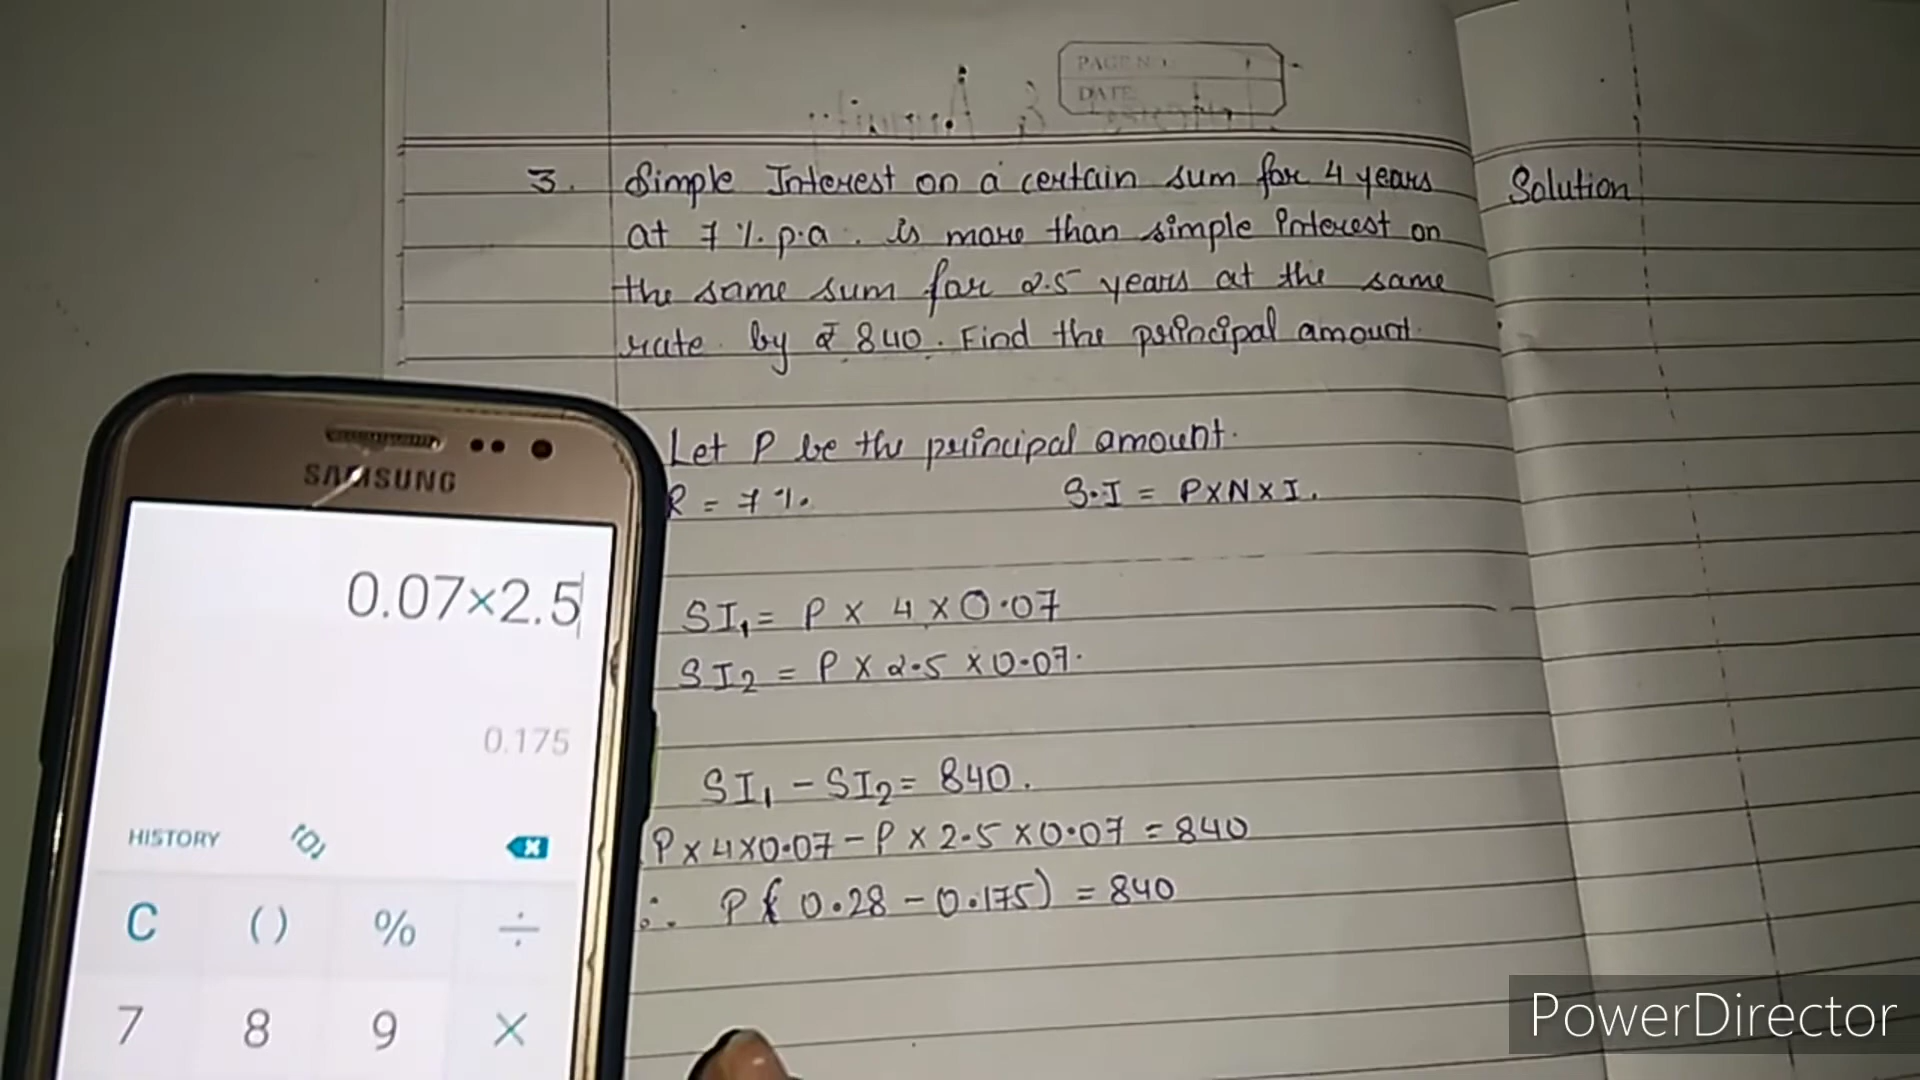 PAGE NO
DATE
3. Simple Interest on a certain sum for 4 years
at 7 %. p.a. is more than simple interest on
the same sum for 2.5 years at the same
rate by ₹ 840. Find the principal amount.
Solution
Let P be the principal amount.
R = 7 %.
S.I = P×N×I.
SI₁ = P × 4 × 0.07
SI₂ = P × 2.5 × 0.07.
SI₁ - SI₂ = 840.
P × 4×0.07 - P × 2.5 × 0.07 = 840
∴ P ( 0.28 - 0.175) = 840
SAMSUNG
0.07×2.5
0.175
HISTORY
C ( ) % ÷
7 8 9 ×
PowerDirector